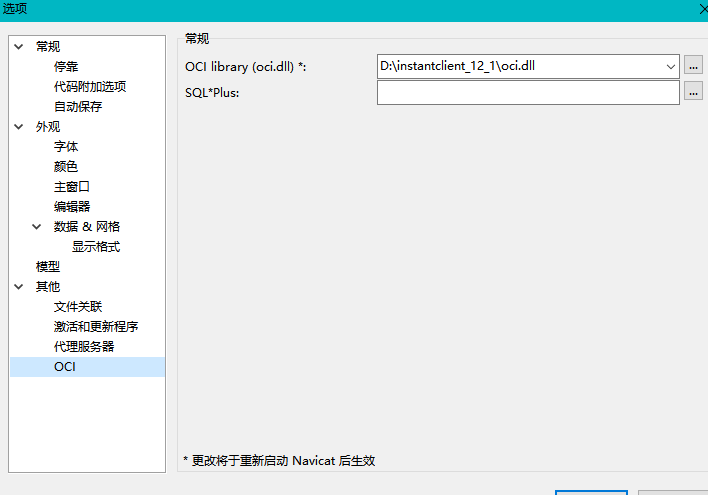 选项
常规
停靠
代码附加选项
自动保存
外观
字体
颜色
主窗口
编辑器
数据 & 网格
显示格式
模型
其他
文件关联
激活和更新程序
代理服务器
OCI
常规
OCI library (oci.dll) *:
D:\instantclient_12_1\oci.dll
...
SQL*Plus:
...
* 更改将于重新启动 Navicat 后生效